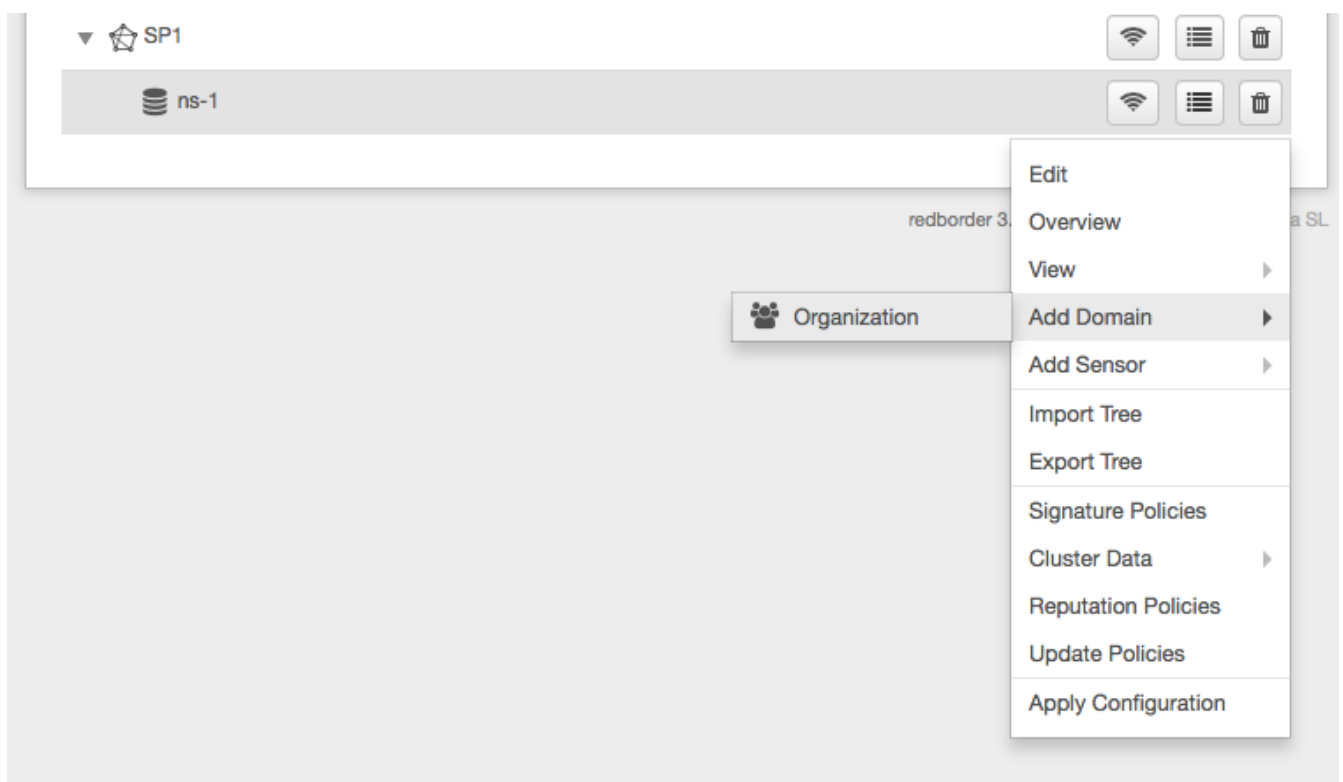 SP1
ns-1
Edit
redborder 3.
Overview
a SL
View
Organization
Add Domain
Add Sensor
Import Tree
Export Tree
Signature Policies
Cluster Data
Reputation Policies
Update Policies
Apply Configuration